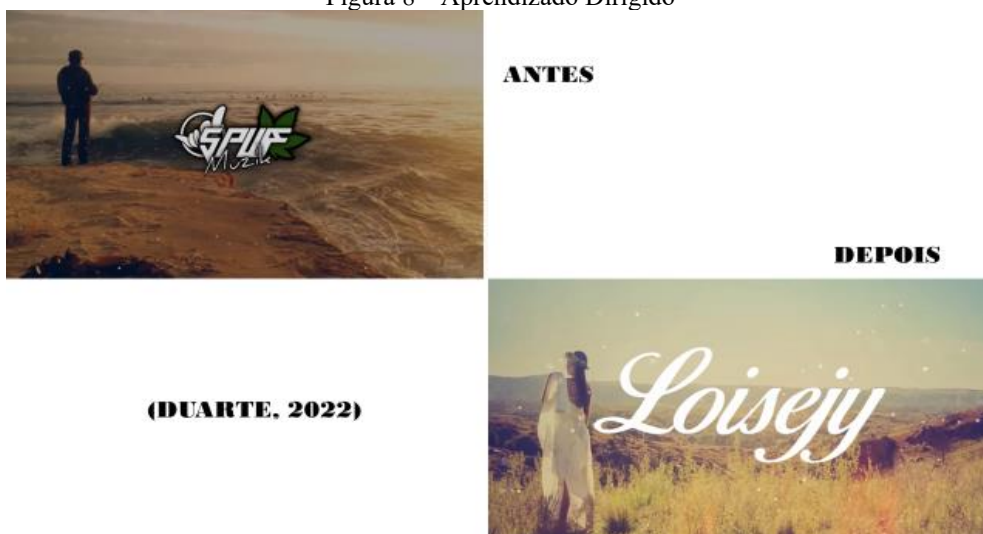 Figura 8 – Aprendizado Dirigido
ANTES
SPUF
Muzik
DEPOIS
(DUARTE, 2022)
Loisejy